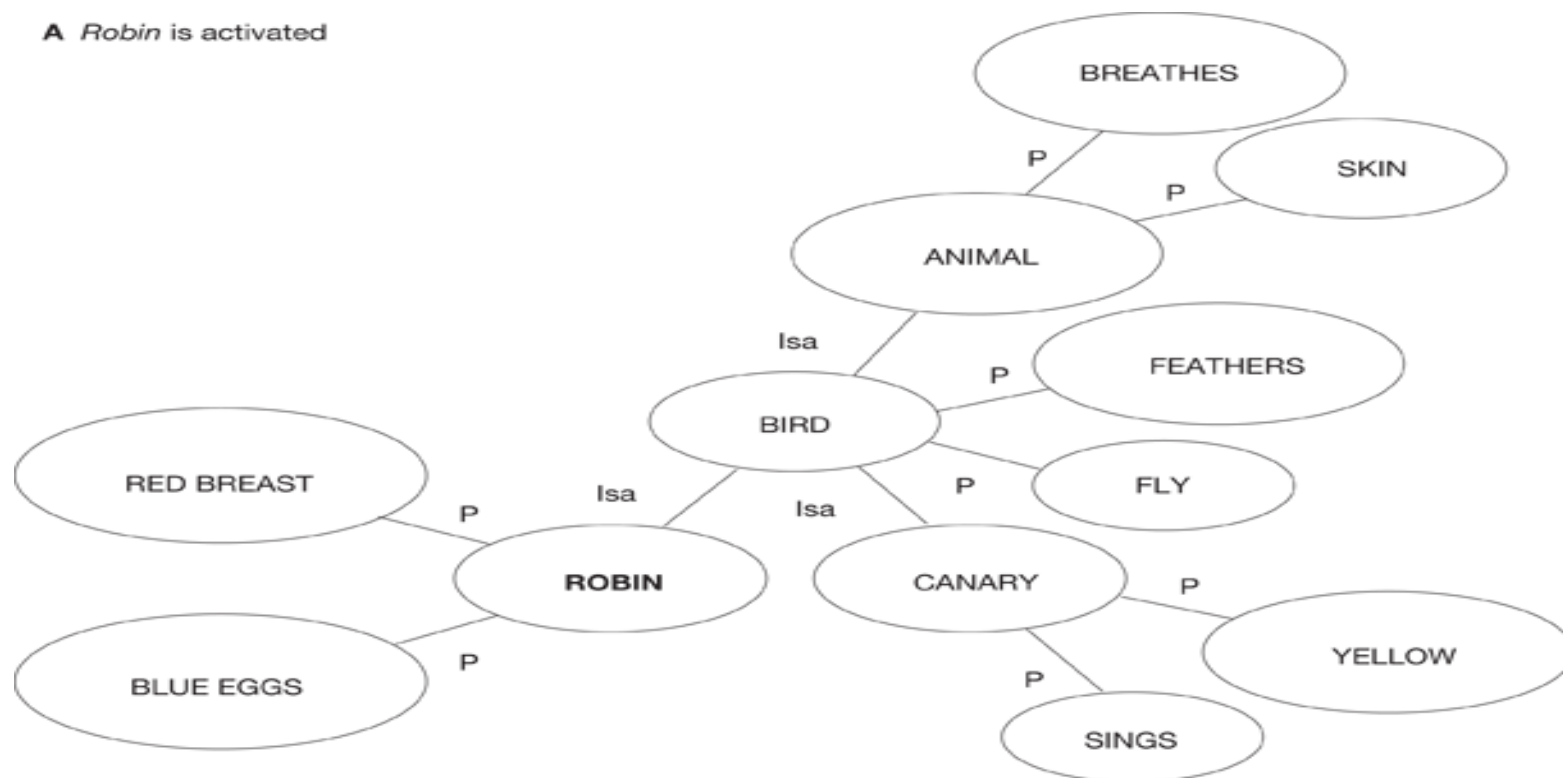 A Robin is activated
BREATHES
P
SKIN
P
ANIMAL
Isa
FEATHERS
P
BIRD
RED BREAST
P
Isa
Isa
P
FLY
ROBIN
CANARY
P
BLUE EGGS
P
YELLOW
P
SINGS